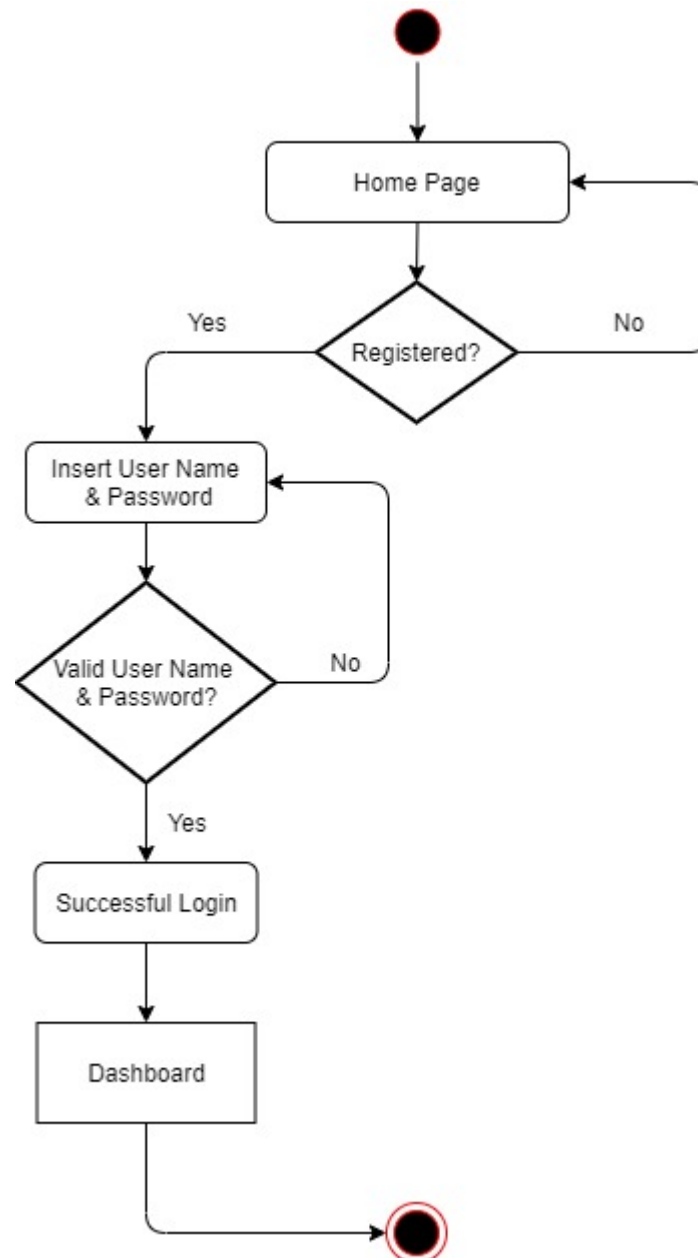 Home Page
Yes
No
Registered?
Insert User Name
& Password
Valid User Name
& Password?
No
Yes
Successful Login
Dashboard